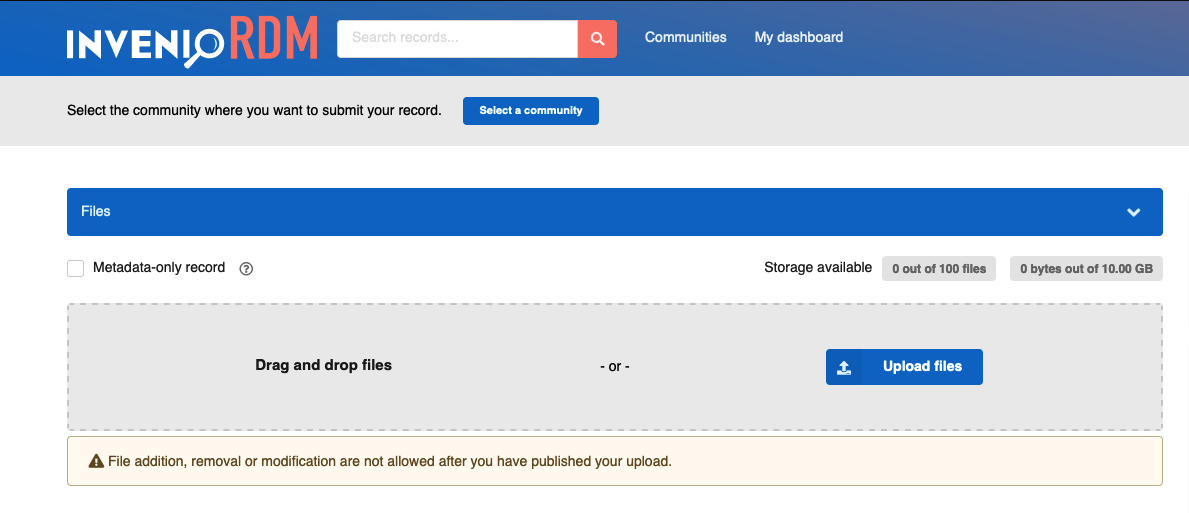 INVENIO RDM Search records... Communities My dashboard
Select the community where you want to submit your record. Select a community
Files
Metadata-only record ? Storage available 0 out of 100 files 0 bytes out of 10.00 GB
Drag and drop files - or - Upload files
File addition, removal or modification are not allowed after you have published your upload.